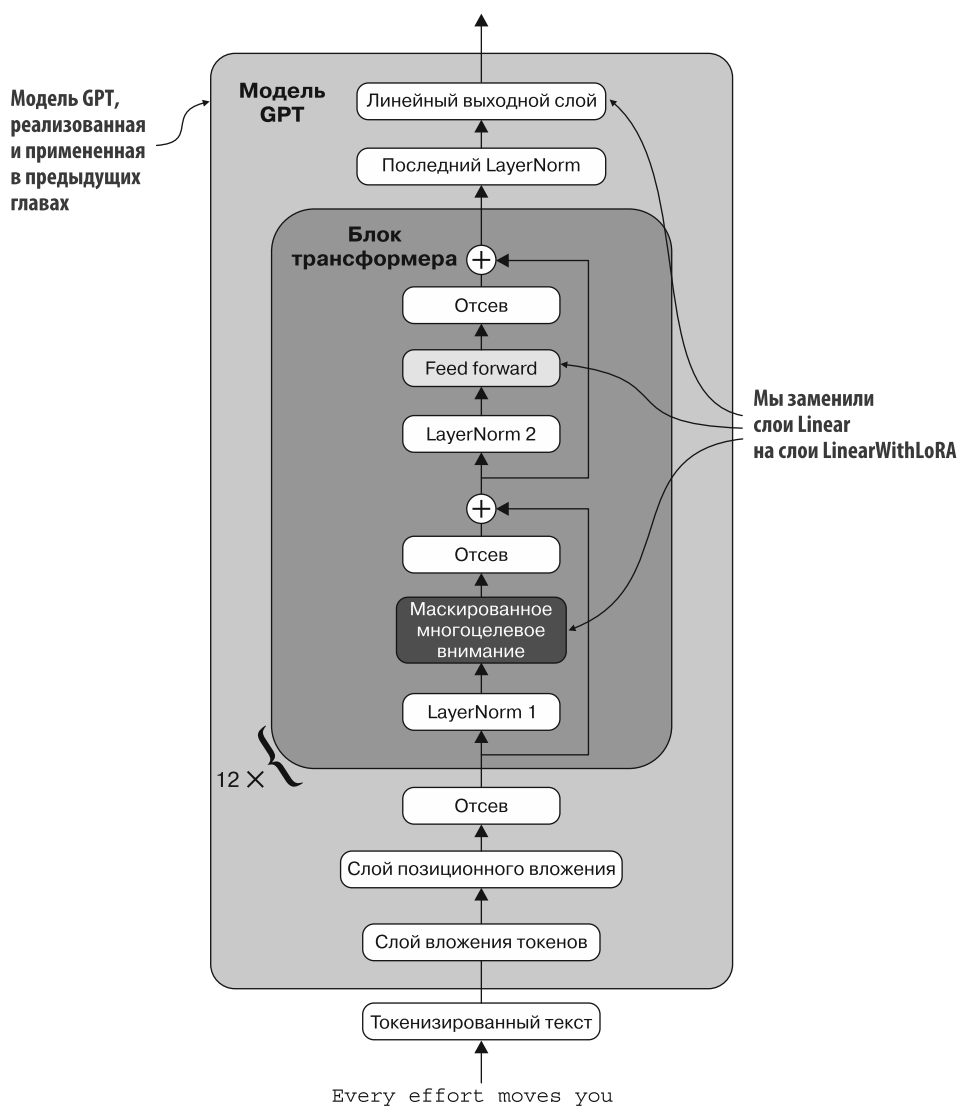 Модель GPT,
реализованная
и примененная
в предыдущих
главах
Модель
GPT
Линейный выходной слой
Последний LayerNorm
Блок
трансформера
+
Отсев
Feed forward
LayerNorm 2
+
Отсев
Маскированное
многоцелевое
внимание
LayerNorm 1
Мы заменили
слои Linear
на слои LinearWithLoRA
12 ×
Отсев
Слой позиционного вложения
Слой вложения токенов
Токенизированный текст
Every effort moves you